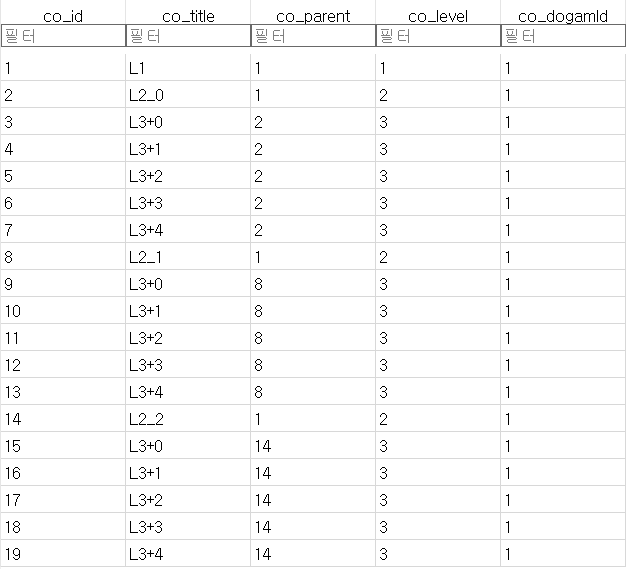 co_id co_title co_parent co_level co_dogamId
필터 필터 필터 필터 필터
1 L1 1 1 1
2 L2_0 1 2 1
3 L3+0 2 3 1
4 L3+1 2 3 1
5 L3+2 2 3 1
6 L3+3 2 3 1
7 L3+4 2 3 1
8 L2_1 1 2 1
9 L3+0 8 3 1
10 L3+1 8 3 1
11 L3+2 8 3 1
12 L3+3 8 3 1
13 L3+4 8 3 1
14 L2_2 1 2 1
15 L3+0 14 3 1
16 L3+1 14 3 1
17 L3+2 14 3 1
18 L3+3 14 3 1
19 L3+4 14 3 1